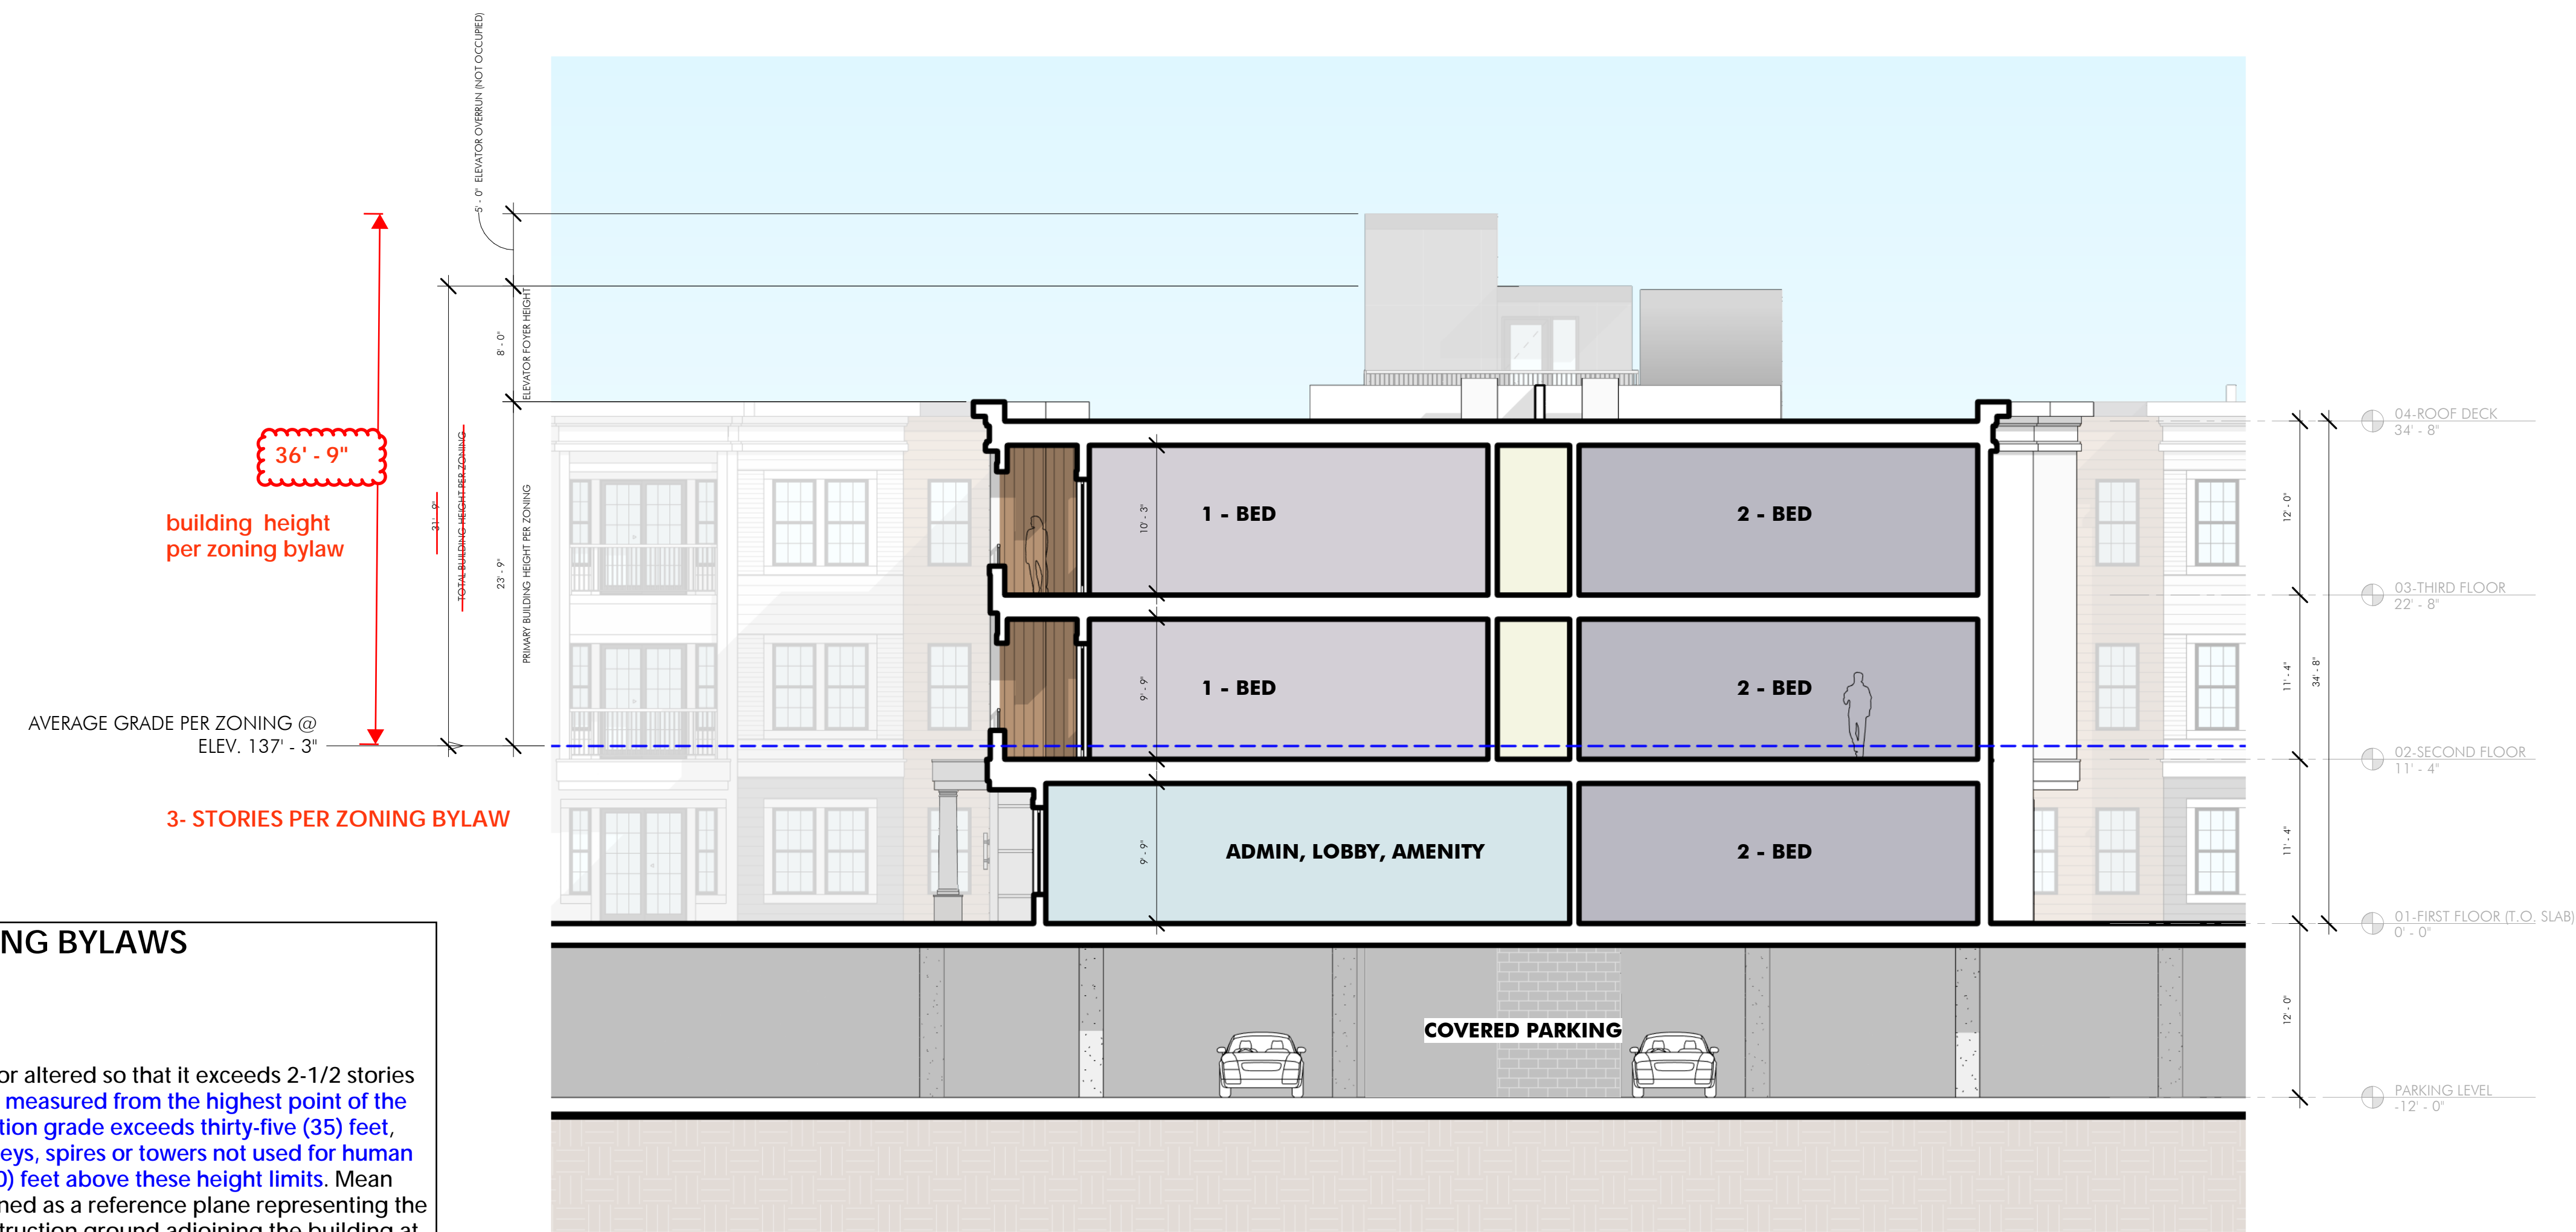 5' - 0" ELEVATOR OVERRUN (NOT OCCUPIED)
8' - 0"
ELEVATOR FOYER HEIGHT
36' - 9"
building height
per zoning bylaw
31' - 9"
TOTAL BUILDING HEIGHT PER ZONING
23' - 9"
PRIMARY BUILDING HEIGHT PER ZONING
AVERAGE GRADE PER ZONING @
ELEV. 137' - 3"
3- STORIES PER ZONING BYLAW
10' - 3"
1 - BED
2 - BED
9' - 9"
1 - BED
2 - BED
9' - 9"
ADMIN, LOBBY, AMENITY
2 - BED
COVERED PARKING
04-ROOF DECK
34' - 8"
12' - 0"
03-THIRD FLOOR
22' - 8"
11' - 4"
34' - 8"
02-SECOND FLOOR
11' - 4"
11' - 4"
01-FIRST FLOOR (T.O. SLAB)
0' - 0"
12' - 0"
PARKING LEVEL
-12' - 0"
NG BYLAWS
or altered so that it exceeds 2-1/2 stories
measured from the highest point of the
tion grade exceeds thirty-five (35) feet,
eys, spires or towers not used for human
0) feet above these height limits. Mean
ned as a reference plane representing the
truction ground adjoining the building at